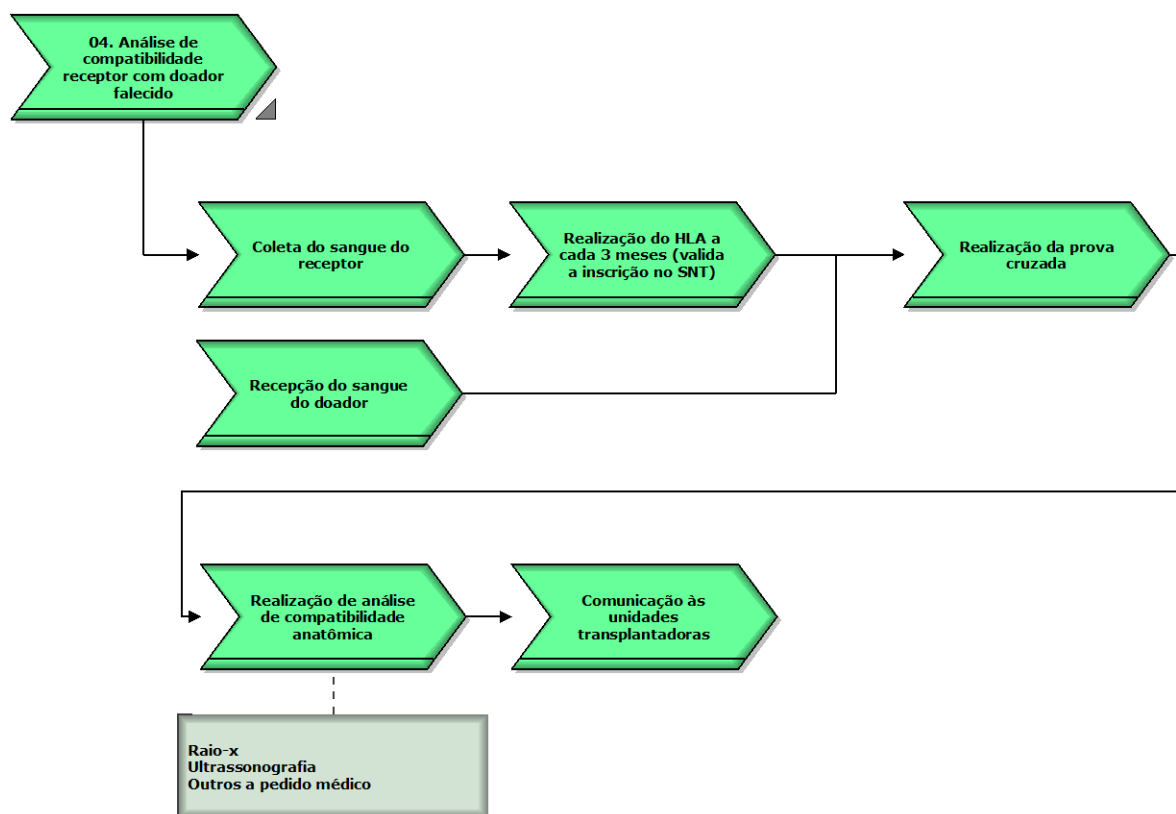 04. Análise de
compatibilidade
receptor com doador
falecido
Coleta do sangue do
receptor
Realização do HLA a
cada 3 meses (valida
a inscrição no SNT)
Realização da prova
cruzada
Recepção do sangue
do doador
Realização de análise
de compatibilidade
anatômica
Comunicação às
unidades
transplantadoras
Raio-x
Ultrassonografia
Outros a pedido médico